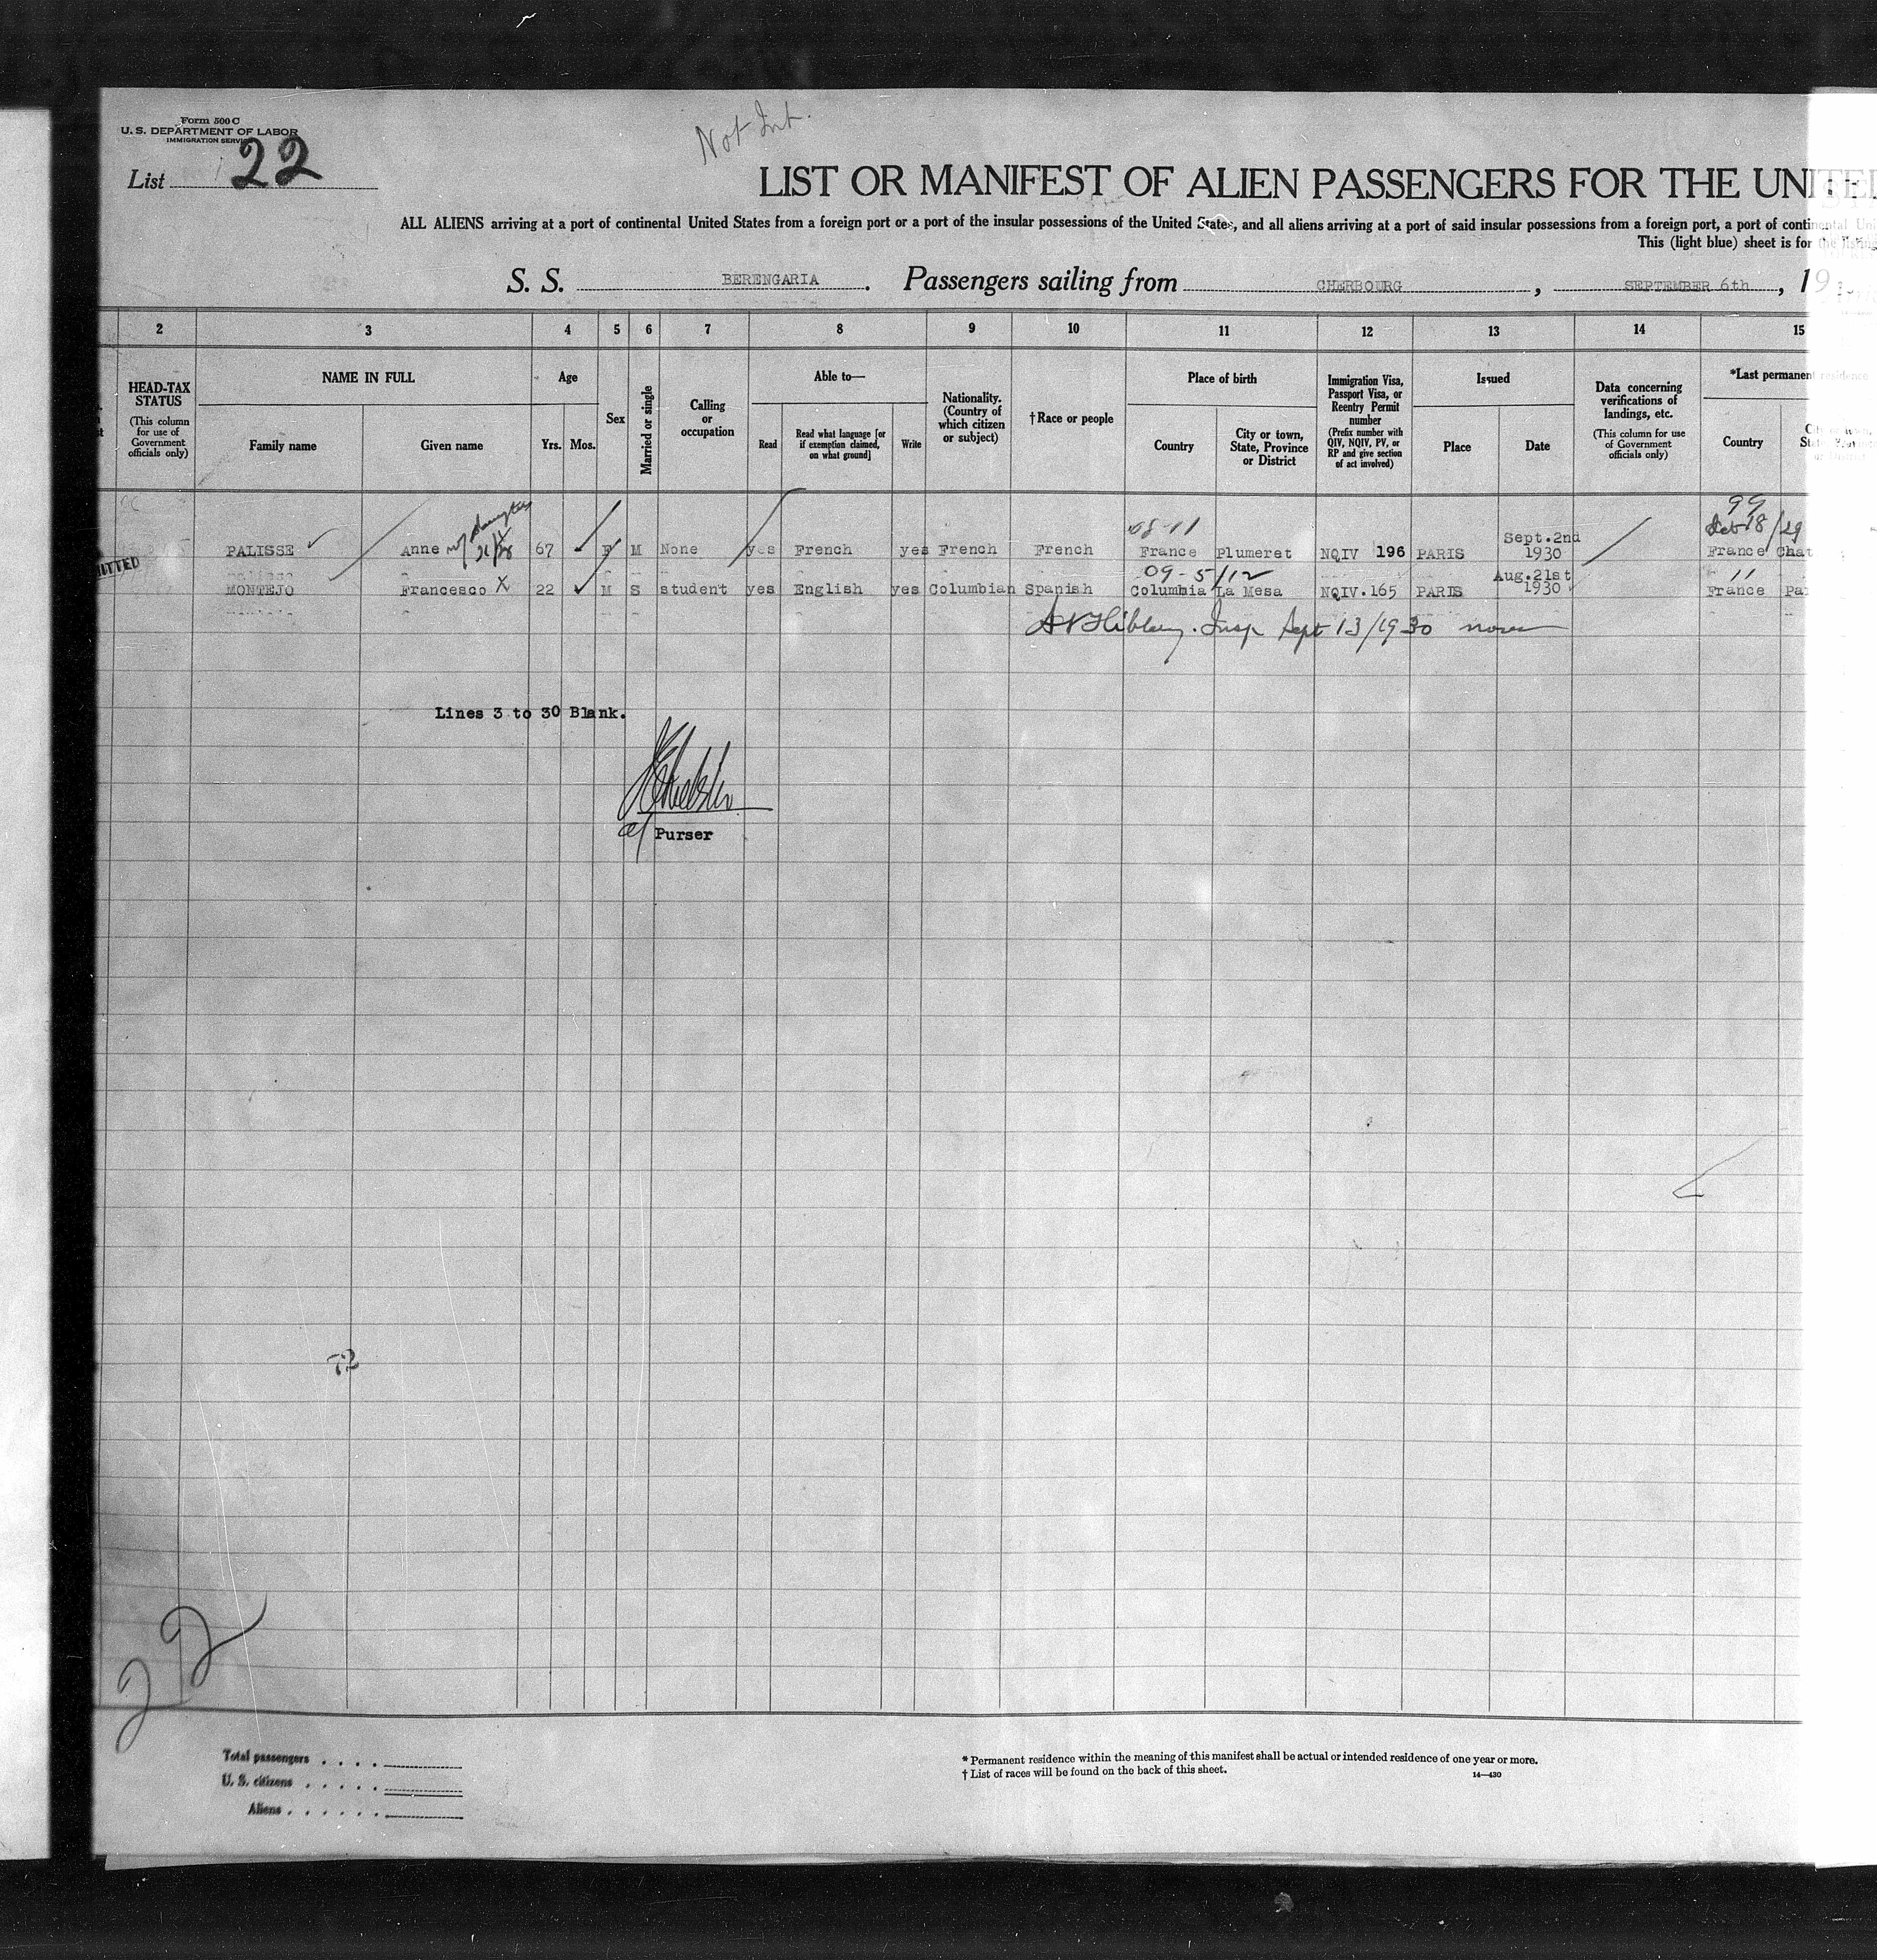 Not Int.
Form 500 C
U. S. DEPARTMENT OF LABOR
IMMIGRATION SERVICE
List 22
LIST OR MANIFEST OF ALIEN PASSENGERS FOR THE UNITED
ALL ALIENS arriving at a port of continental United States from a foreign port or a port of the insular possessions of the United States, and all aliens arriving at a port of said insular possessions from a foreign port, a port of continental Uni
This (light blue) sheet is for the listing
S. S. BERENGARIA. Passengers sailing from CHERBOURG, SEPTEMBER 6th, 19
2 3 4 5 6 7 8 9 10 11 12 13 14 15
HEAD-TAX STATUS (This column for use of Government officials only)
NAME IN FULL Family name Given name
Age Yrs. Mos.
Sex
Married or single
Calling or occupation
Able to— Read Read what language [or if exemption claimed, on what ground] Write
Nationality. (Country of which citizen or subject)
† Race or people
Place of birth Country City or town, State, Province or District
Immigration Visa, Passport Visa, or Reentry Permit number (Prefix number with QIV, NQIV, PV, or RP and give section of act involved)
Issued Place Date
Data concerning verifications of landings, etc. (This column for use of Government officials only)
*Last permanent residence Country
08-11 99
PALISSE Anne w/ daughter 67 F M None yes French yes French French France Plumeret NQIV 196 PARIS Sept. 2nd 1930 France Chat
09-5/12 11
MONTEJO Francesco X 22 M S student yes English yes Columbian Spanish Columbia La Mesa NQIV. 165 PARIS Aug. 21st 1930 France Pa
Insp Sept 13/1930
Lines 3 to 30 Blank.
Purser
72
22
Total passengers
U. S. citizens
Aliens
* Permanent residence within the meaning of this manifest shall be actual or intended residence of one year or more.
† List of races will be found on the back of this sheet.
14—430